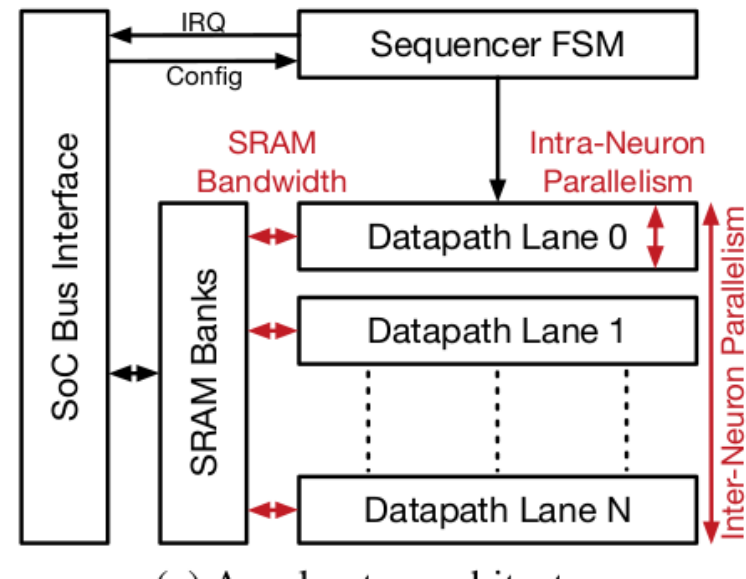 IRQ
Sequencer FSM
Config
SoC Bus Interface
SRAM
Bandwidth
Intra-Neuron
Parallelism
SRAM Banks
Datapath Lane 0
Datapath Lane 1
Datapath Lane N
Inter-Neuron Parallelism